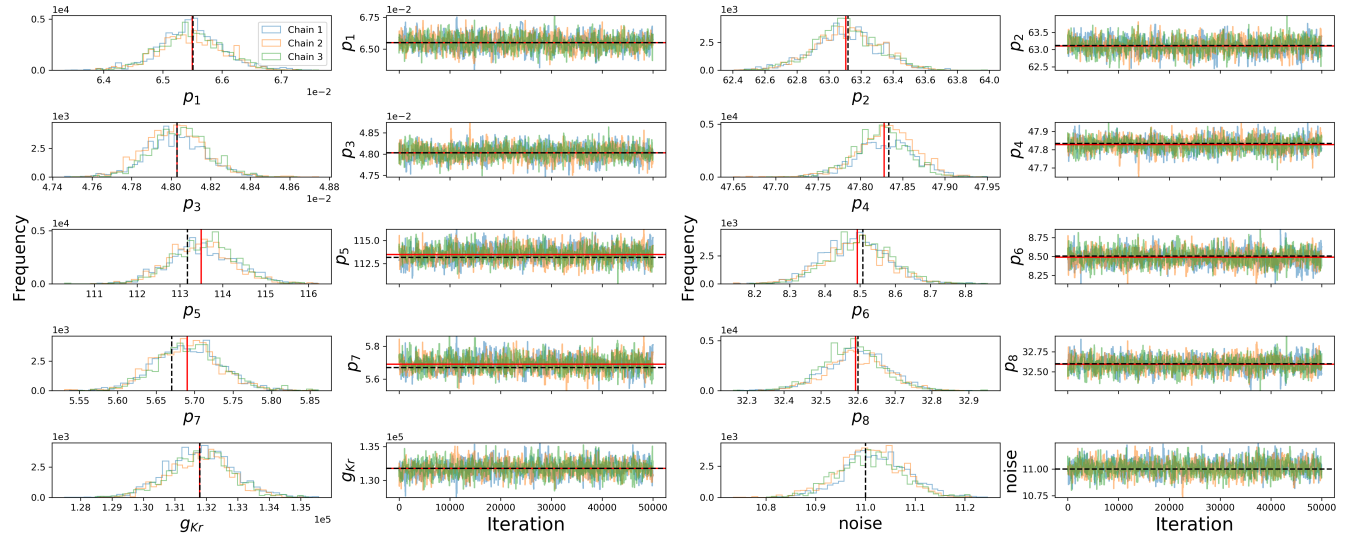 1e4
0.5
0.0
6.4
6.5
6.6
6.7
1e−2
p1
Chain 1
Chain 2
Chain 3
1e−2
6.75
6.50
p1
1e3
2.5
0.0
62.4
62.6
62.8
63.0
63.2
63.4
63.6
63.8
64.0
p2
63.5
63.0
62.5
p2
1e3
2.5
0.0
4.74
4.76
4.78
4.80
4.82
4.84
4.86
4.88
1e−2
p3
1e−2
4.85
4.80
4.75
p3
1e4
0.5
0.0
47.65
47.70
47.75
47.80
47.85
47.90
47.95
p4
47.9
47.8
47.7
p4
Frequency
1e4
0.5
0.0
111
112
113
114
115
116
p5
115.0
112.5
p5
Frequency
1e3
2.5
0.0
8.2
8.3
8.4
8.5
8.6
8.7
8.8
p6
8.75
8.50
8.25
p6
1e3
2.5
0.0
5.55
5.60
5.65
5.70
5.75
5.80
5.85
p7
5.8
5.6
p7
1e4
0.5
0.0
32.3
32.4
32.5
32.6
32.7
32.8
32.9
p8
32.75
32.50
p8
1e3
2.5
0.0
1.28
1.29
1.30
1.31
1.32
1.33
1.34
1.35
1e5
gKr
1e5
1.35
1.30
gKr
0
10000
20000
30000
40000
50000
Iteration
1e3
2.5
0.0
10.8
10.9
11.0
11.1
11.2
noise
11.00
10.75
noise
0
10000
20000
30000
40000
50000
Iteration